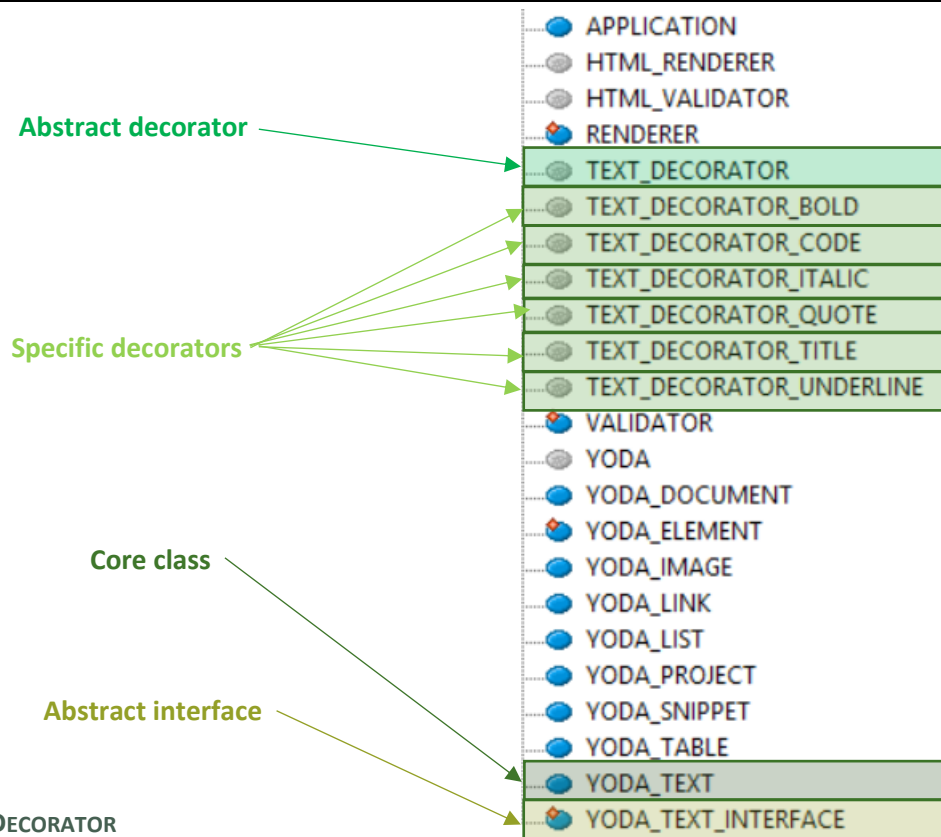 APPLICATION
HTML_RENDERER
HTML_VALIDATOR
RENDERER
Abstract decorator
TEXT_DECORATOR
TEXT_DECORATOR_BOLD
TEXT_DECORATOR_CODE
TEXT_DECORATOR_ITALIC
TEXT_DECORATOR_QUOTE
Specific decorators
TEXT_DECORATOR_TITLE
TEXT_DECORATOR_UNDERLINE
VALIDATOR
YODA
YODA_DOCUMENT
YODA_ELEMENT
Core class
YODA_IMAGE
YODA_LINK
YODA_LIST
YODA_PROJECT
Abstract interface
YODA_SNIPPET
YODA_TABLE
YODA_TEXT
YODA_TEXT_INTERFACE
DECORATOR